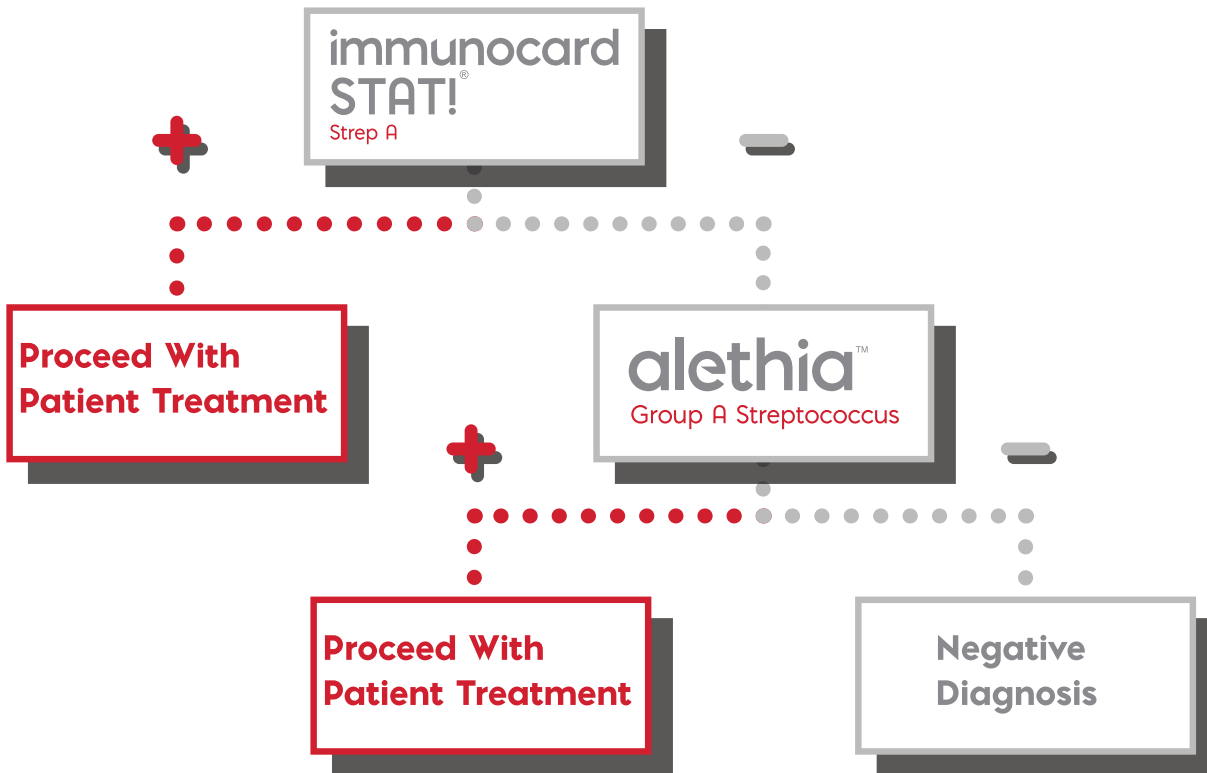 immunocard
STAT!®
Strep A
Proceed With
Patient Treatment
alethia™
Group A Streptococcus
Proceed With
Patient Treatment
Negative
Diagnosis